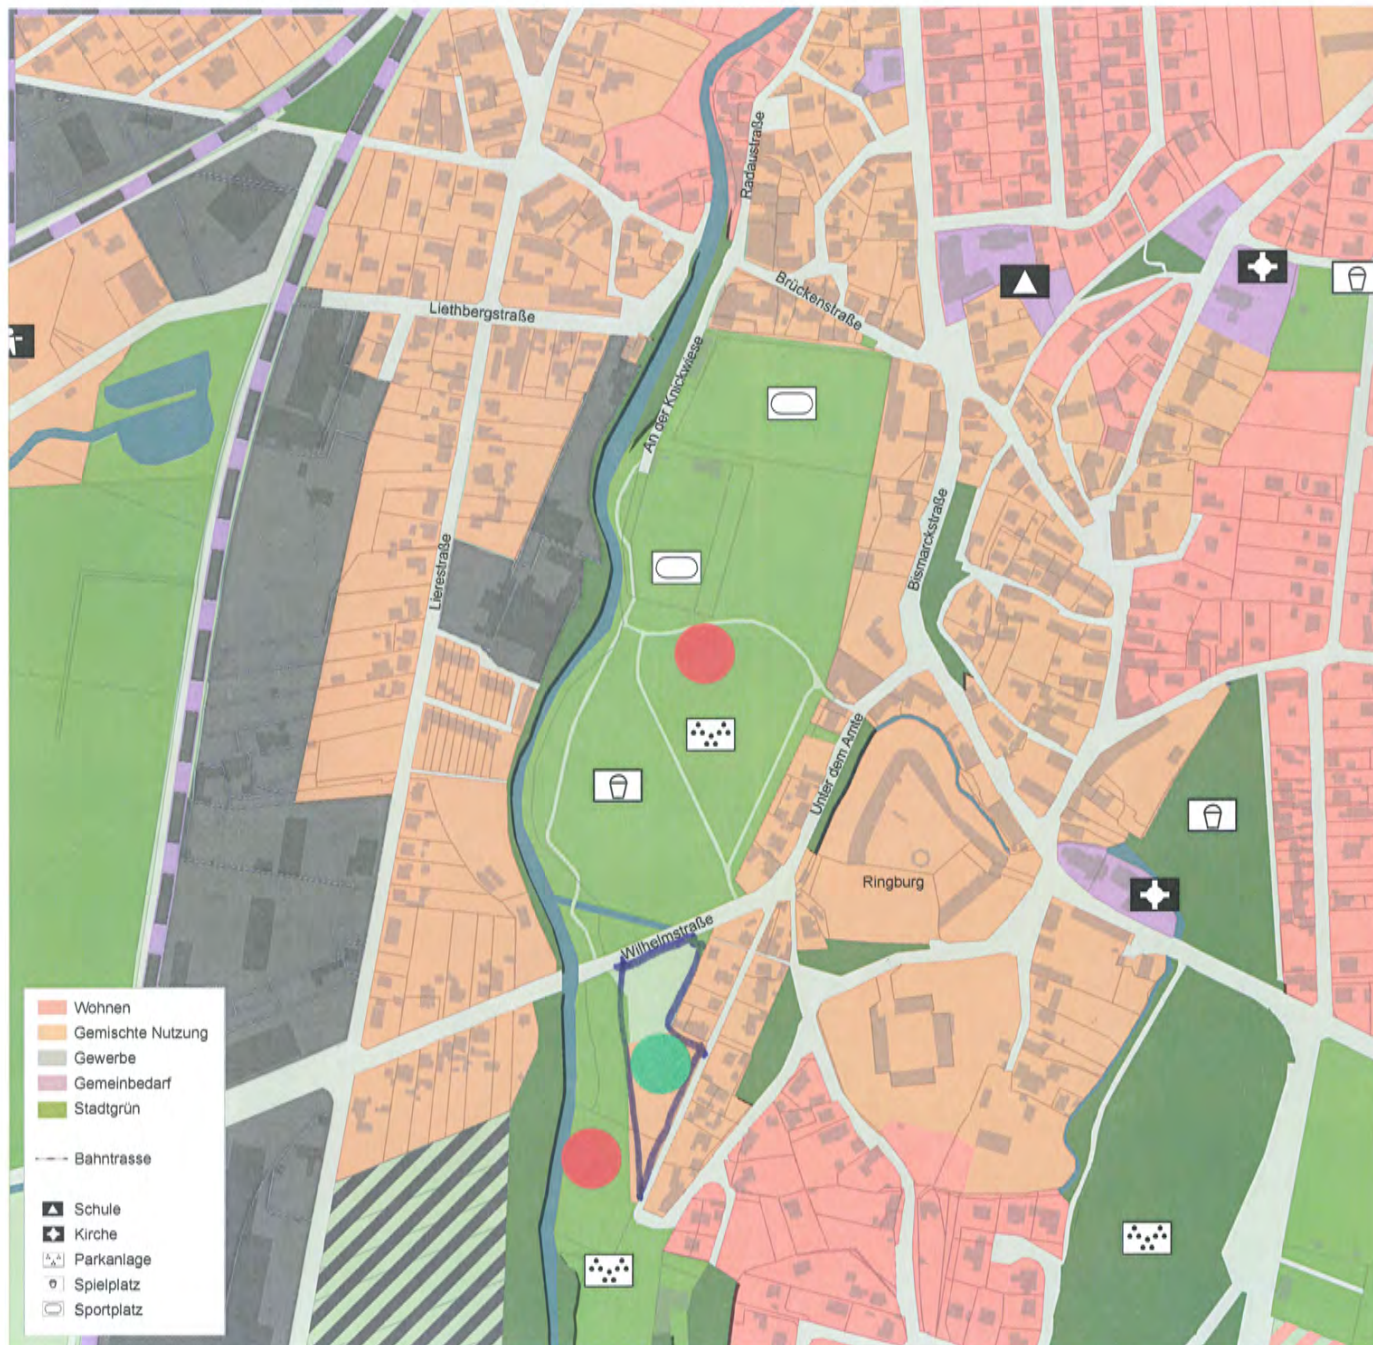 Radaustraße
Brückenstraße
Liethbergstraße
An der Knickwiese
Bismarckstraße
Lierestraße
Unter dem Amte
Ringburg
Wilhelmstraße
Wohnen
Gemischte Nutzung
Gewerbe
Gemeinbedarf
Stadtgrün
Bahntrasse
Schule
Kirche
Parkanlage
Spielplatz
Sportplatz